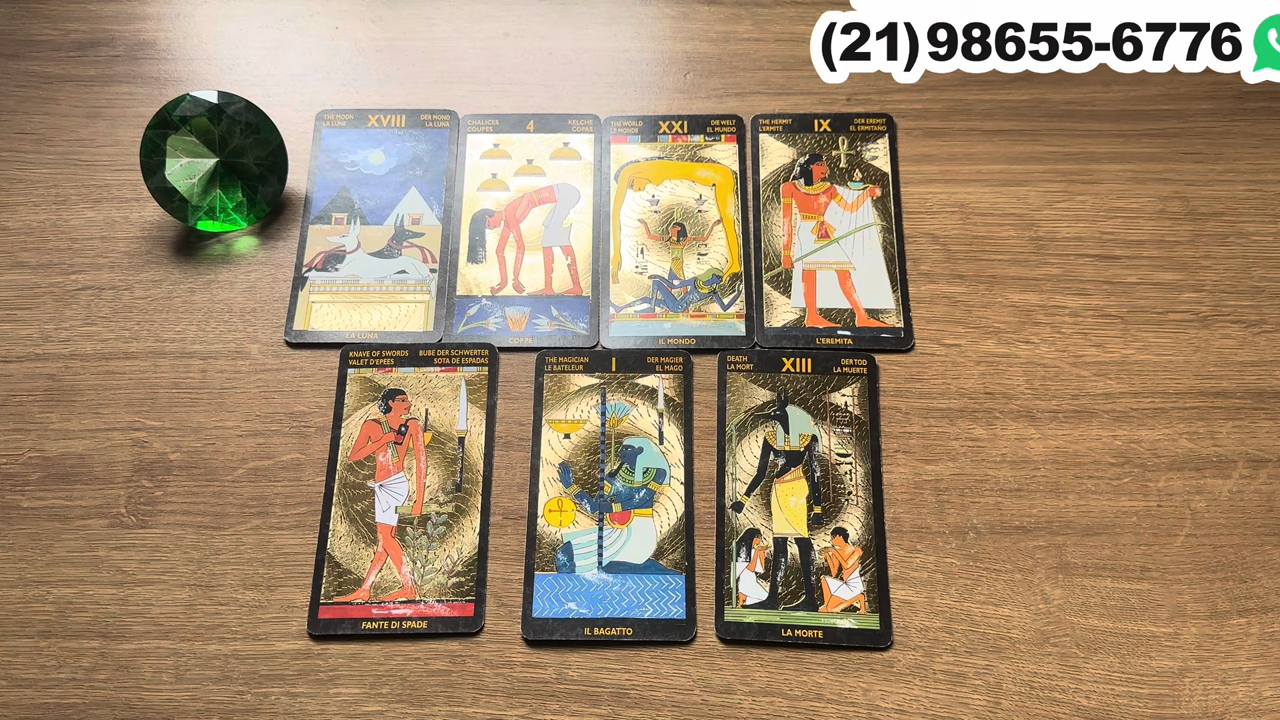 (21)98655-6776
THE MOON
LA LUNE
XVIII
DER MOND
LA LUNA
LA LUNA
CHALICES
COUPES
4
KELCHE
COPAS
COPPE
THE WORLD
LE MONDE
XXI
DIE WELT
EL MUNDO
IL MONDO
THE HERMIT
L'ERMITE
IX
DER EREMIT
EL ERMITAÑO
L'EREMITA
KNAVE OF SWORDS
VALET D'EPEES
BUBE DER SCHWERTER
SOTA DE ESPADAS
FANTE DI SPADE
THE MAGICIAN
LE BATELEUR
I
DER MAGIER
EL MAGO
IL BAGATTO
DEATH
LA MORT
XIII
DER TOD
LA MUERTE
LA MORTE